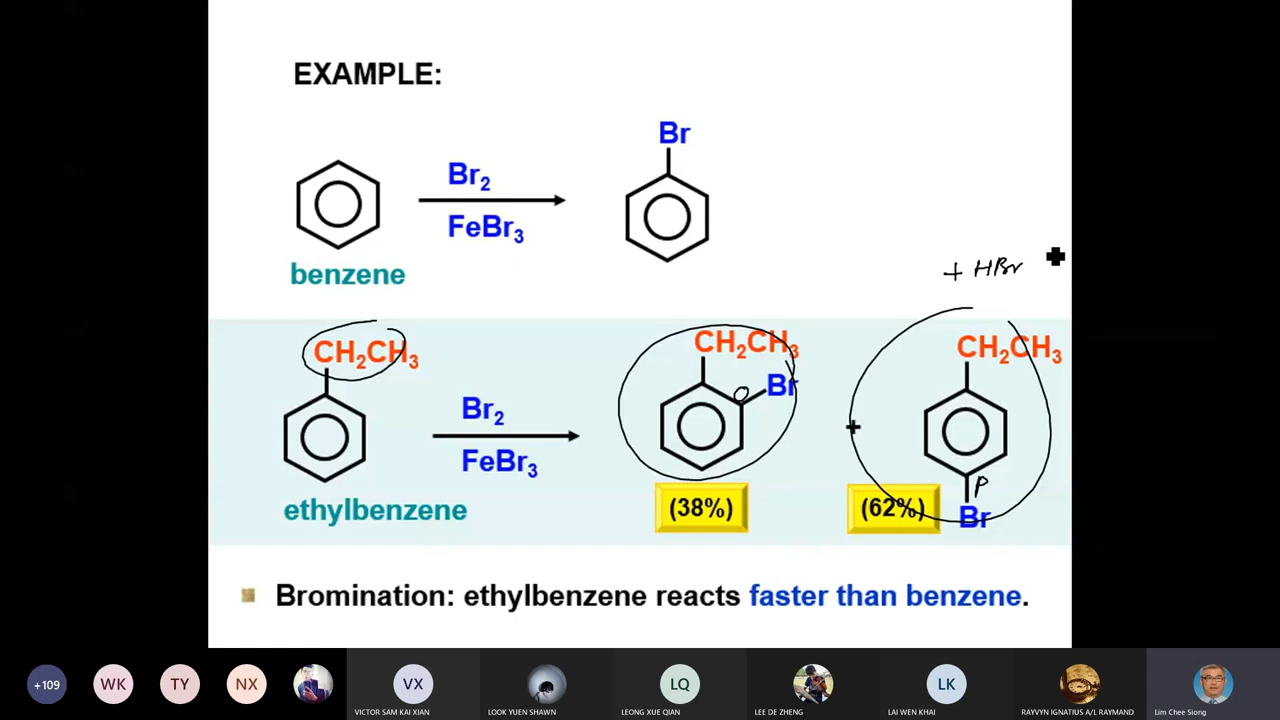 EXAMPLE:
Br
Br2
FeBr3
benzene
+ HBr
CH2CH3
CH2CH3
CH2CH3
Br
Br2
FeBr3
o
+
p
Br
ethylbenzene
(38%)
(62%)
Bromination: ethylbenzene reacts faster than benzene.
+109
WK
TY
NX
VX
LQ
LK
VICTOR SAM KAI XIAN
LOOK YUEN SHAWN
LEONG XUE QIAN
LEE DE ZHENG
LAI WEN KHAI
RAYVYN IGNATIUS A/L RAYMAND
Lim Chee Siong